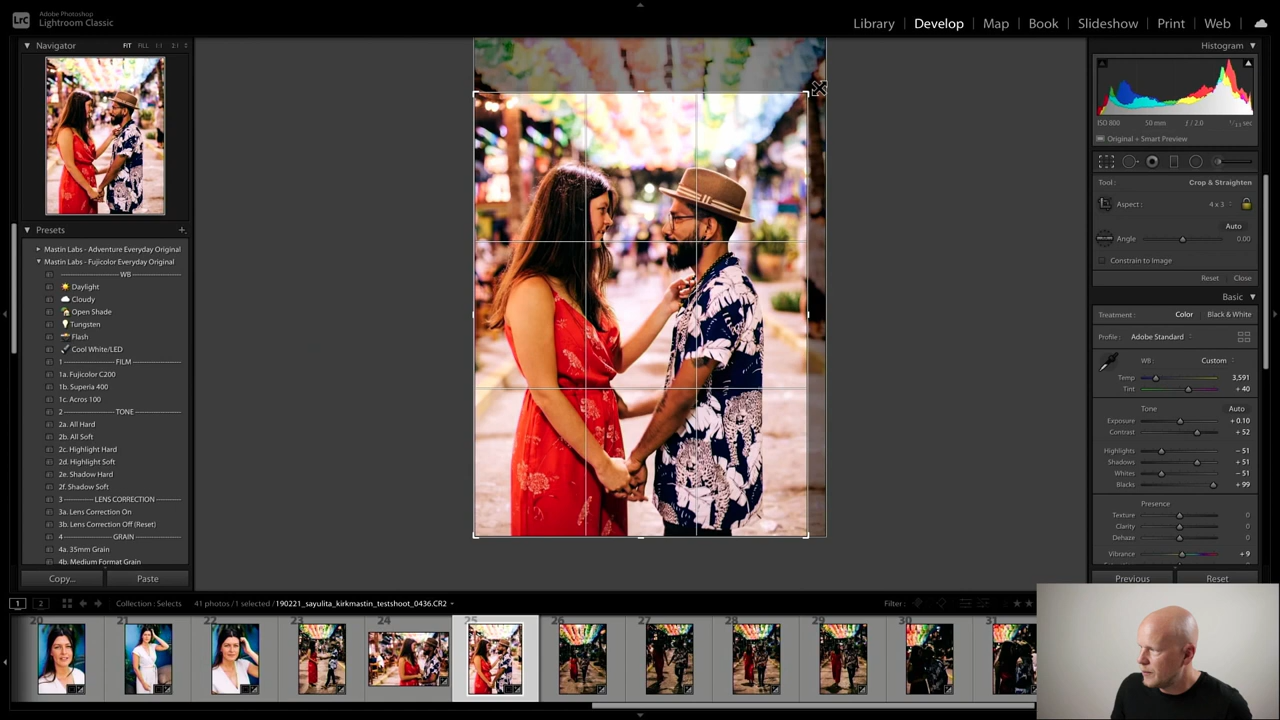 LrC
Adobe Photoshop
Lightroom Classic
Library | Develop | Map | Book | Slideshow | Print | Web
Navigator FIT FILL 1:1 2:1
Histogram
ISO 800 50 mm ƒ / 2.0
Original + Smart Preview
Tool : Crop & Straighten
Aspect : 4 x 3
Auto
Angle 0.00
Constrain to Image
Reset Close
Basic
Treatment : Color Black & White
Profile : Adobe Standard
WB : Custom
Temp 3,591
Tint + 40
Tone Auto
Exposure + 0.10
Contrast + 52
Highlights − 51
Shadows + 51
Whites − 51
Blacks + 99
Presence
Texture 0
Clarity 0
Dehaze 0
Vibrance + 9
Previous Reset
Presets +
Mastin Labs - Adventure Everyday Original
Mastin Labs - Fujicolor Everyday Original
WB
Daylight
Cloudy
Open Shade
Tungsten
Flash
Cool White/LED
1 FILM
1a. Fujicolor C200
1b. Superia 400
1c. Acros 100
2 TONE
2a. All Hard
2b. All Soft
2c. Highlight Hard
2d. Highlight Soft
2e. Shadow Hard
2f. Shadow Soft
3 LENS CORRECTION
3a. Lens Correction On
3b. Lens Correction Off (Reset)
4 GRAIN
4a. 35mm Grain
4b. Medium Format Grain
Copy... Paste
1 2 Collection : Selects 41 photos / 1 selected / 190221_sayulita_kirkmastin_testshoot_0436.CR2 Filter :
20 21 22 23 24 25 26 27 28 29 30 31